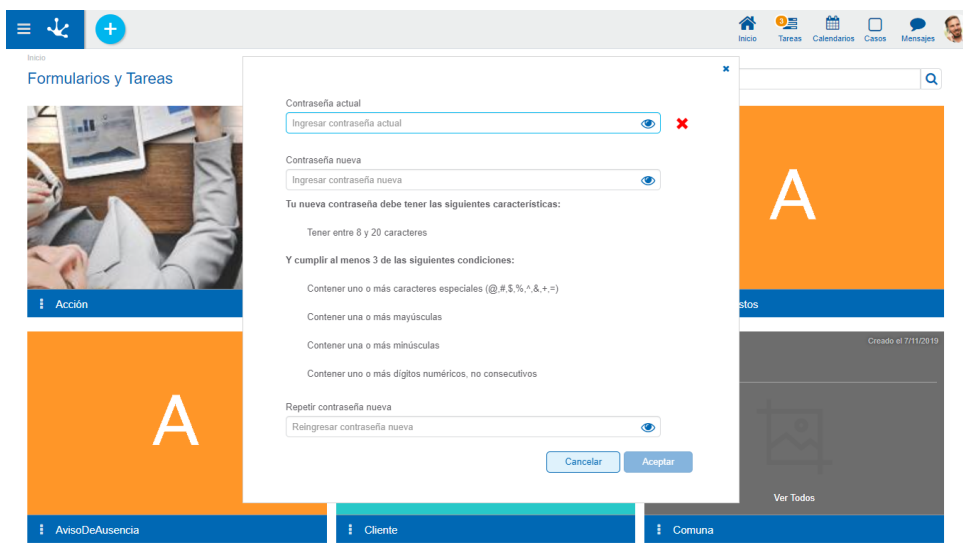 3
Inicio
Tareas
Calendarios
Casos
Mensajes
Inicio
Formularios y Tareas
Contraseña actual
Ingresar contraseña actual
Contraseña nueva
Ingresar contraseña nueva
Tu nueva contraseña debe tener las siguientes características:
Tener entre 8 y 20 caracteres
Y cumplir al menos 3 de las siguientes condiciones:
Contener uno o más caracteres especiales (@,#,$,%,^,&,+,=)
Contener una o más mayúsculas
Contener una o más minúsculas
Contener uno o más dígitos numéricos, no consecutivos
Repetir contraseña nueva
Reingresar contraseña nueva
Cancelar
Aceptar
A
Acción
stos
A
Creado el 7/11/2019
Ver Todos
AvisoDeAusencia
Cliente
Comuna